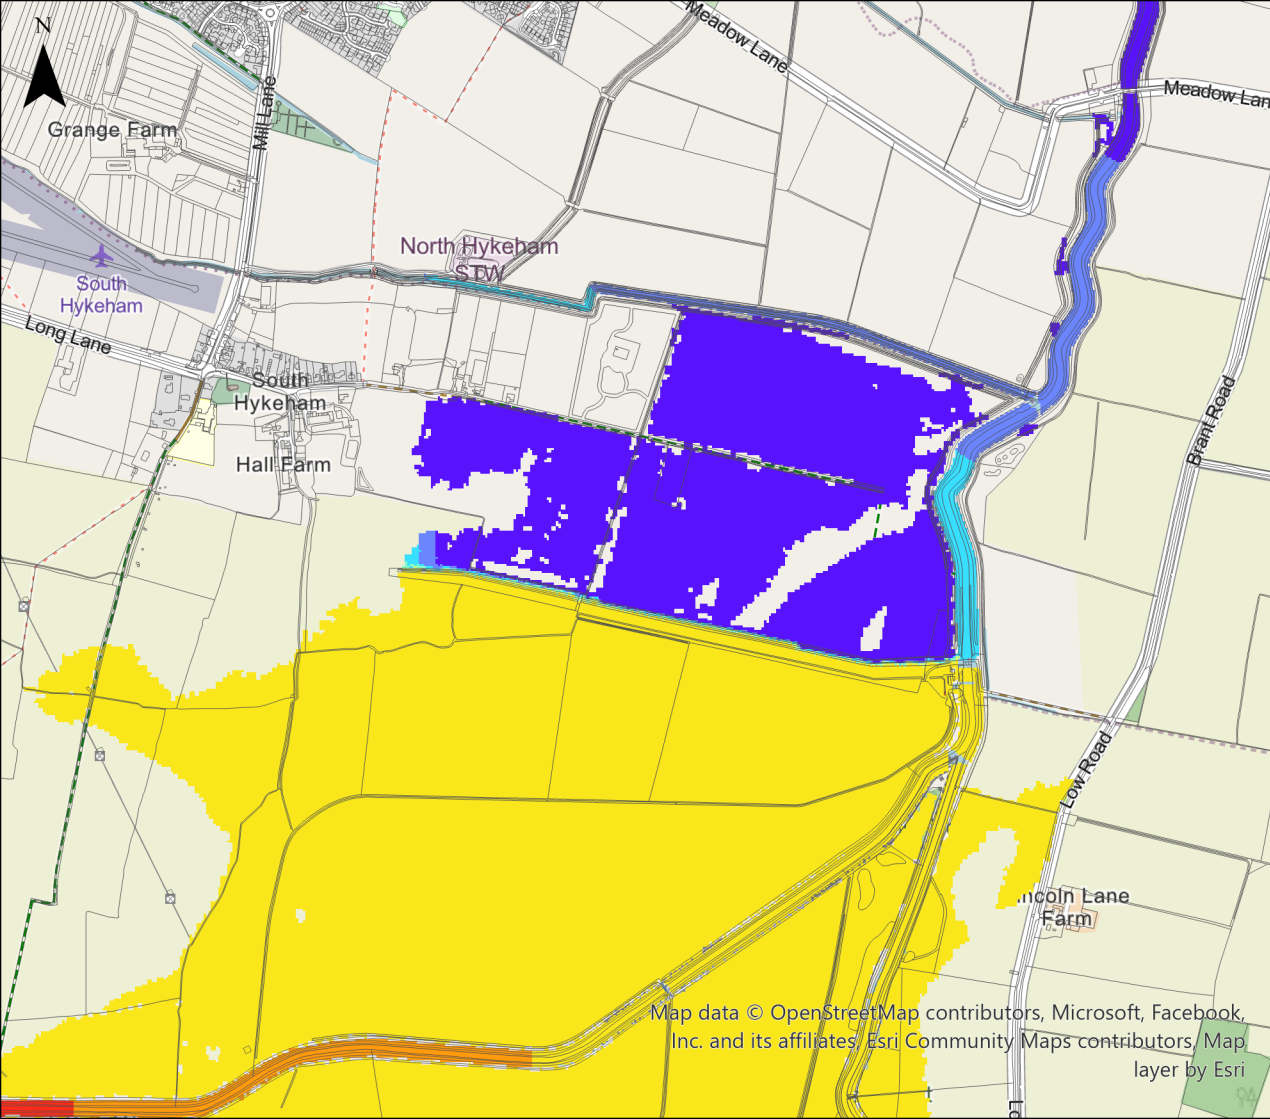 Meadow Lane
N
Mill Lane
Meadow Lan
Grange Farm
North Hykeham
STW
South
Hykeham
Long Lane
South
Hykeham
Brant Road
Hall Farm
Low Road
ncoln Lane
Farm
Map data © OpenStreetMap contributors, Microsoft, Facebook,
Inc. and its affiliates, Esri Community Maps contributors, Map
layer by Esri
Lo